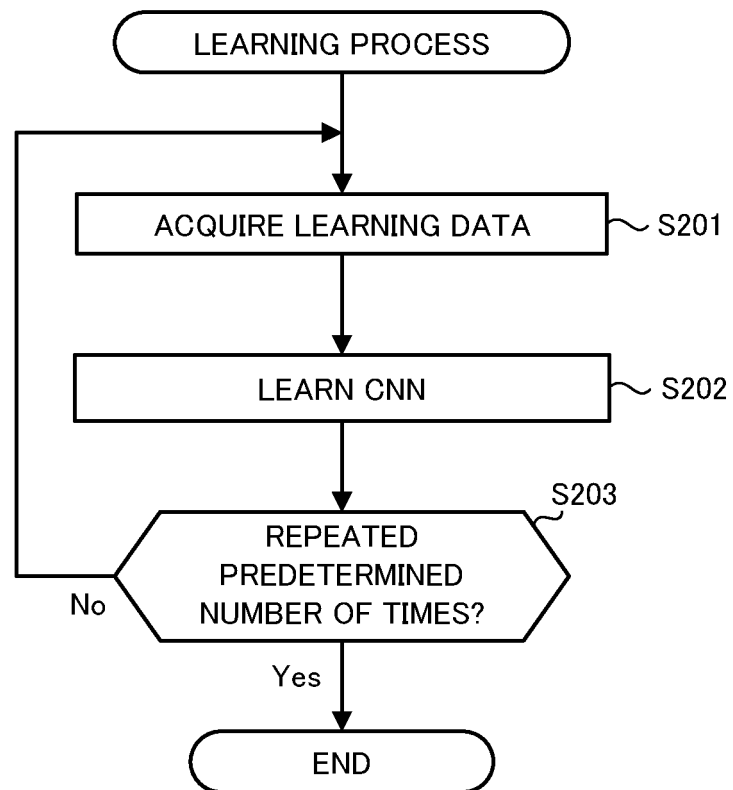 LEARNING PROCESS
ACQUIRE LEARNING DATA
S201
LEARN CNN
S202
S203
REPEATED
PREDETERMINED
NUMBER OF TIMES?
No
Yes
END